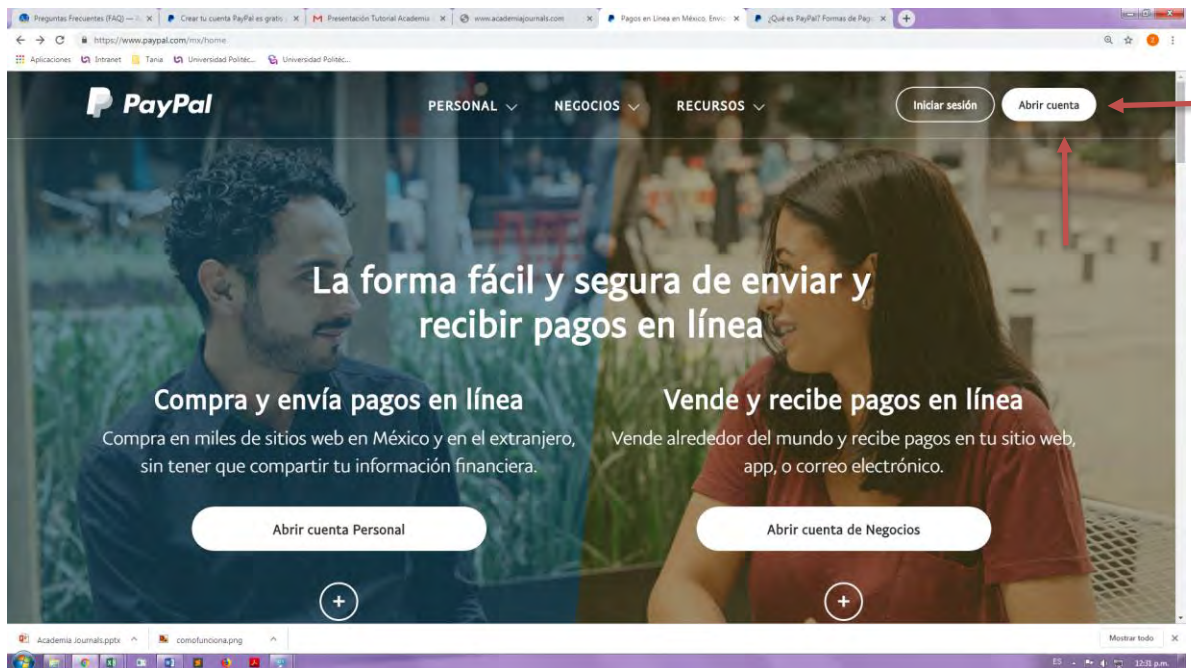 Preguntas Frecuentes (FAQ) —
Crear tu cuenta PayPal es gratis
Presentación Tutorial Academia
www.academiajournals.com
Pagos en Línea en México, Envío
¿Qué es PayPal? Formas de Pago
https://www.paypal.com/mx/home
Aplicaciones
Intranet
Tania
Universidad Politéc...
Universidad Politéc...
PayPal
PERSONAL
NEGOCIOS
RECURSOS
Iniciar sesión
Abrir cuenta
La forma fácil y segura de enviar y
recibir pagos en línea
Compra y envía pagos en línea
Compra en miles de sitios web en México y en el extranjero,
sin tener que compartir tu información financiera.
Abrir cuenta Personal
Vende y recibe pagos en línea
Vende alrededor del mundo y recibe pagos en tu sitio web,
app, o correo electrónico.
Abrir cuenta de Negocios
Academia Journals.pptx
comofunciona.png
Mostrar todo
ES
12:31 p.m.